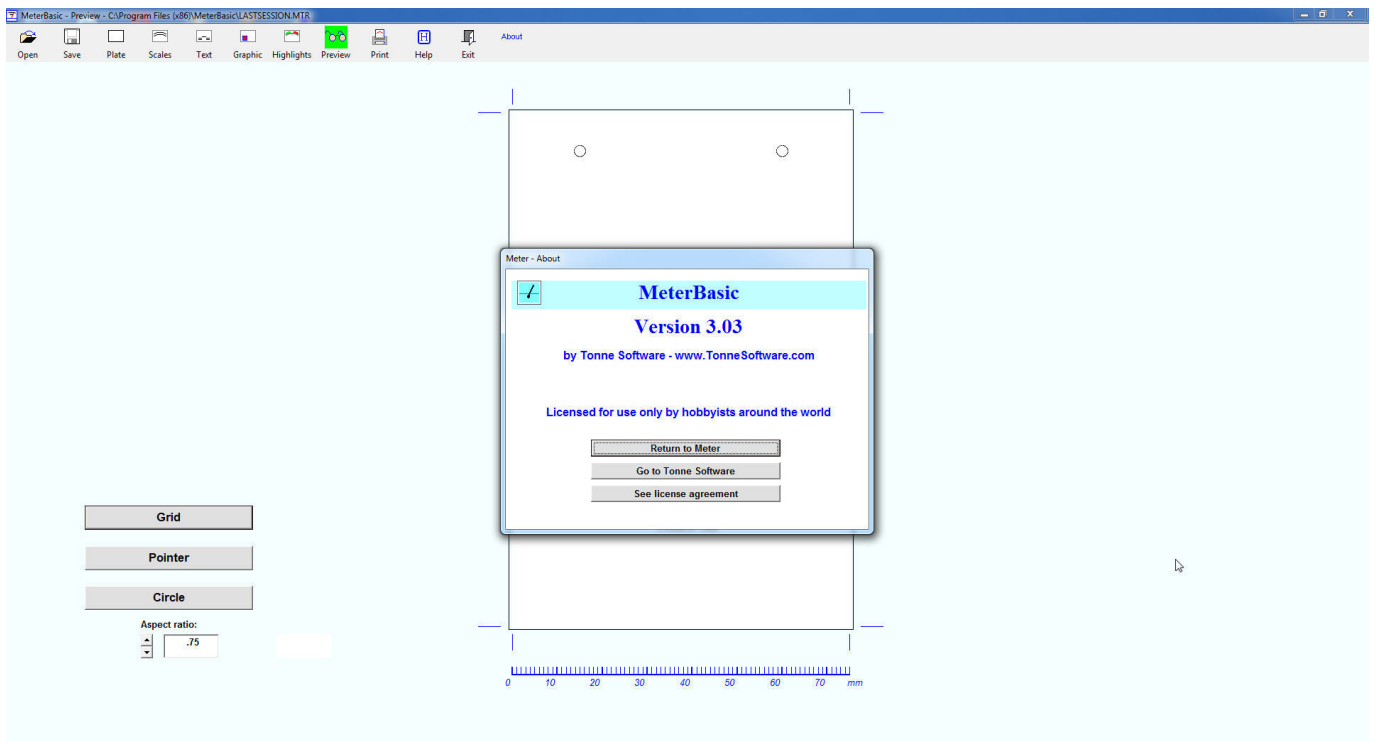 MeterBasic - Preview - C:\Program Files (x86)\MeterBasic\LASTSESSION.MTR
Open Save Plate Scales Text Graphic Highlights Preview Print Help Exit About
Meter - About
MeterBasic
Version 3.03
by Tonne Software - www.TonneSoftware.com
Licensed for use only by hobbyists around the world
Return to Meter
Go to Tonne Software
See license agreement
Grid
Pointer
Circle
Aspect ratio:
.75
0 10 20 30 40 50 60 70 mm